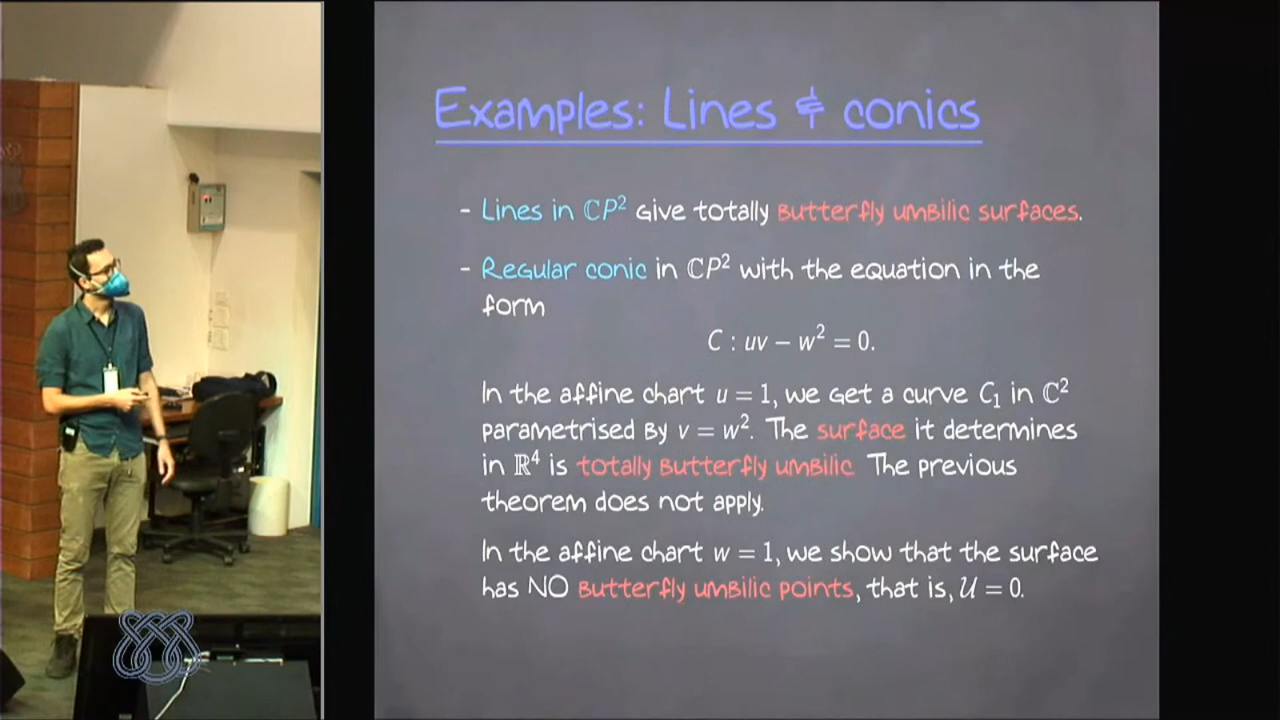 Examples: Lines & conics
- Lines in ℂP² give totally butterfly umbilic surfaces.
- Regular conic in ℂP² with the equation in the
form
C : uv − w² = 0.
In the affine chart u = 1, we get a curve C₁ in ℂ²
parametrised by v = w². The surface it determines
in ℝ⁴ is totally butterfly umbilic The previous
theorem does not apply.
In the affine chart w = 1, we show that the surface
has NO butterfly umbilic points, that is, 𝒰 = 0.